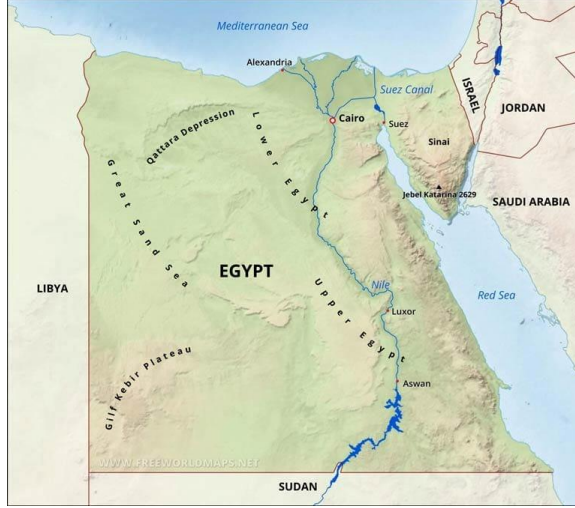 Mediterranean Sea
Alexandria
Suez Canal
ISRAEL
JORDAN
Cairo
Suez
Qattara Depression
Lower Egypt
Sinai
Jebel Katarina 2629
SAUDI ARABIA
Great Sand Sea
EGYPT
LIBYA
Nile
Red Sea
Upper Egypt
Luxor
Gilf Kebir Plateau
Aswan
WWW.FREEWORLDMAPS.NET
SUDAN